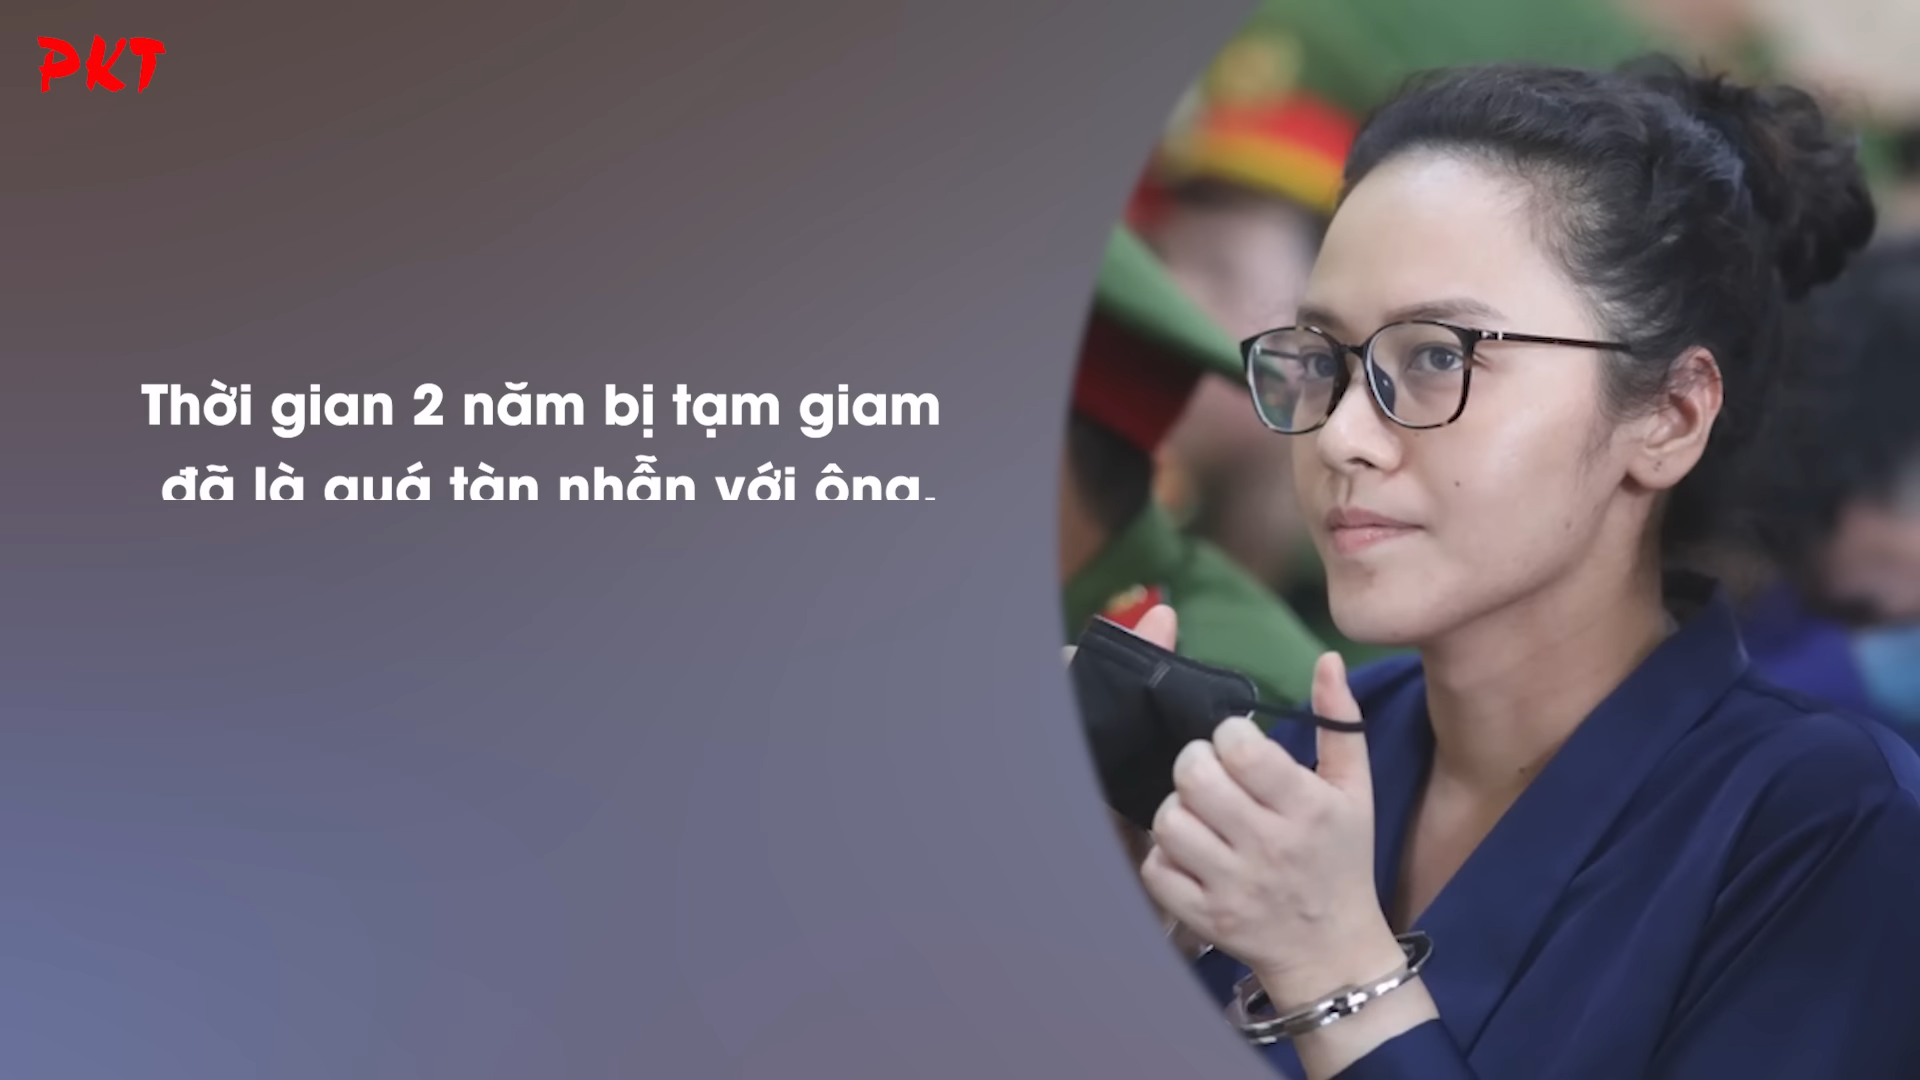 PKT
Thời gian 2 năm bị tạm giam
đã là quá tàn nhẫn với ông.